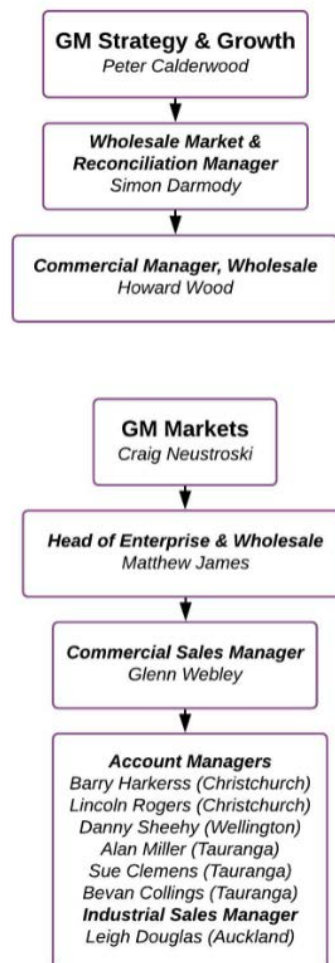 GM Strategy & Growth
Peter Calderwood
Wholesale Market &
Reconciliation Manager
Simon Darmody
Commercial Manager, Wholesale
Howard Wood
GM Markets
Craig Neustroski
Head of Enterprise & Wholesale
Matthew James
Commercial Sales Manager
Glenn Webley
Account Managers
Barry Harkerss (Christchurch)
Lincoln Rogers (Christchurch)
Danny Sheehy (Wellington)
Alan Miller (Tauranga)
Sue Clemens (Tauranga)
Bevan Collings (Tauranga)
Industrial Sales Manager
Leigh Douglas (Auckland)